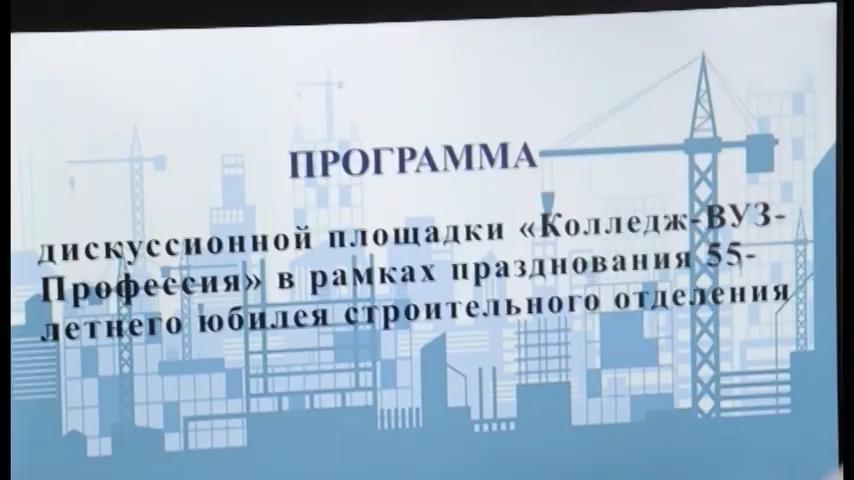 ПРОГРАММА
дискуссионной площадки «Колледж-ВУЗ-
Профессия» в рамках празднования 55-
летнего юбилея строительного отделения